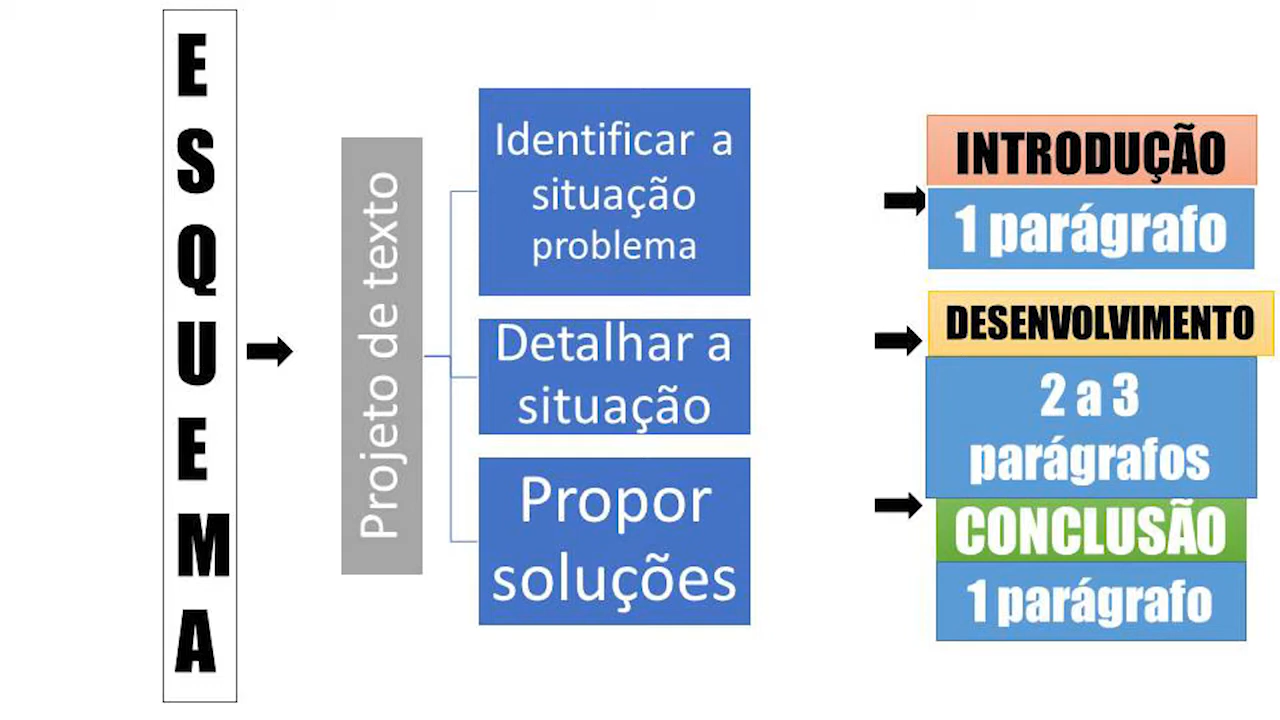 ESQUEMA
Projeto de texto
Identificar a
situação
problema
Detalhar a
situação
Propor
soluções
INTRODUÇÃO
1 parágrafo
DESENVOLVIMENTO
2 a 3
parágrafos
CONCLUSÃO
1 parágrafo